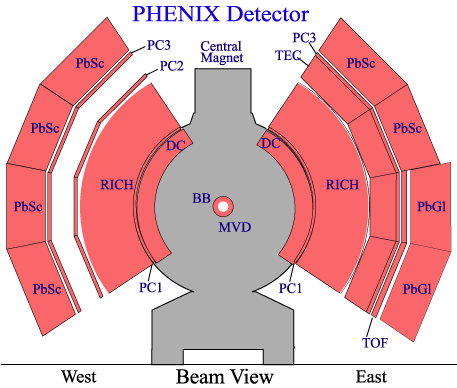 PHENIX Detector
Central
Magnet
PC3
PC2
PC3
TEC
PbSc
PbSc
PbSc
PbSc
PbSc
PbSc
DC
DC
RICH
RICH
BB
MVD
PbGl
PbGl
PC1
PC1
TOF
West
Beam View
East